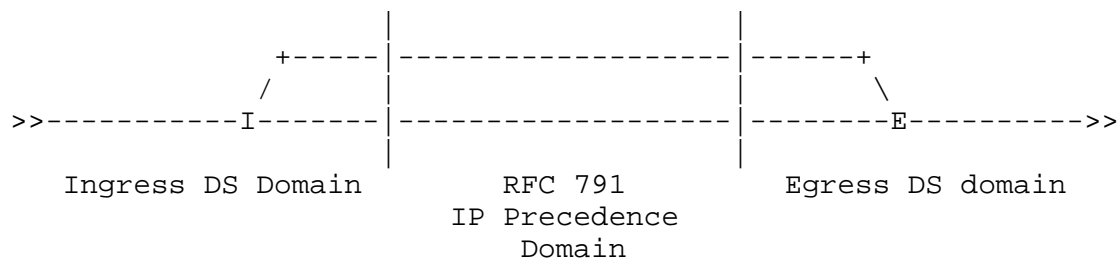 |                           |
                     +-----|--------------------|------+
                    /         |                           |         \
>>-----------I-------|--------------------|--------E---------->>
                              |                           |
Ingress DS Domain RFC 791 Egress DS domain
IP Precedence
Domain